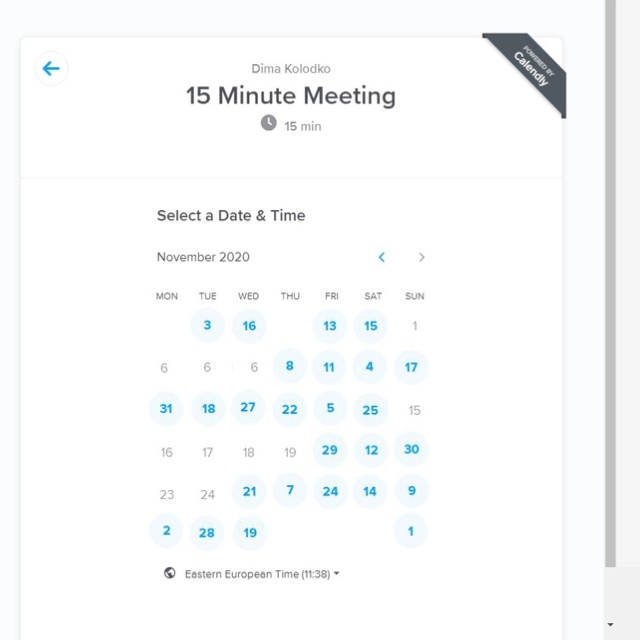 POWERED BY
Calendly
Dima Kolodko
15 Minute Meeting
15 min
Select a Date & Time
November 2020
MON TUE WED THU FRI SAT SUN
3 16 13 15 1
6 6 6 8 11 4 17
31 18 27 22 5 25 15
16 17 18 19 29 12 30
23 24 21 7 24 14 9
2 28 19 1
Eastern European Time (11:38)